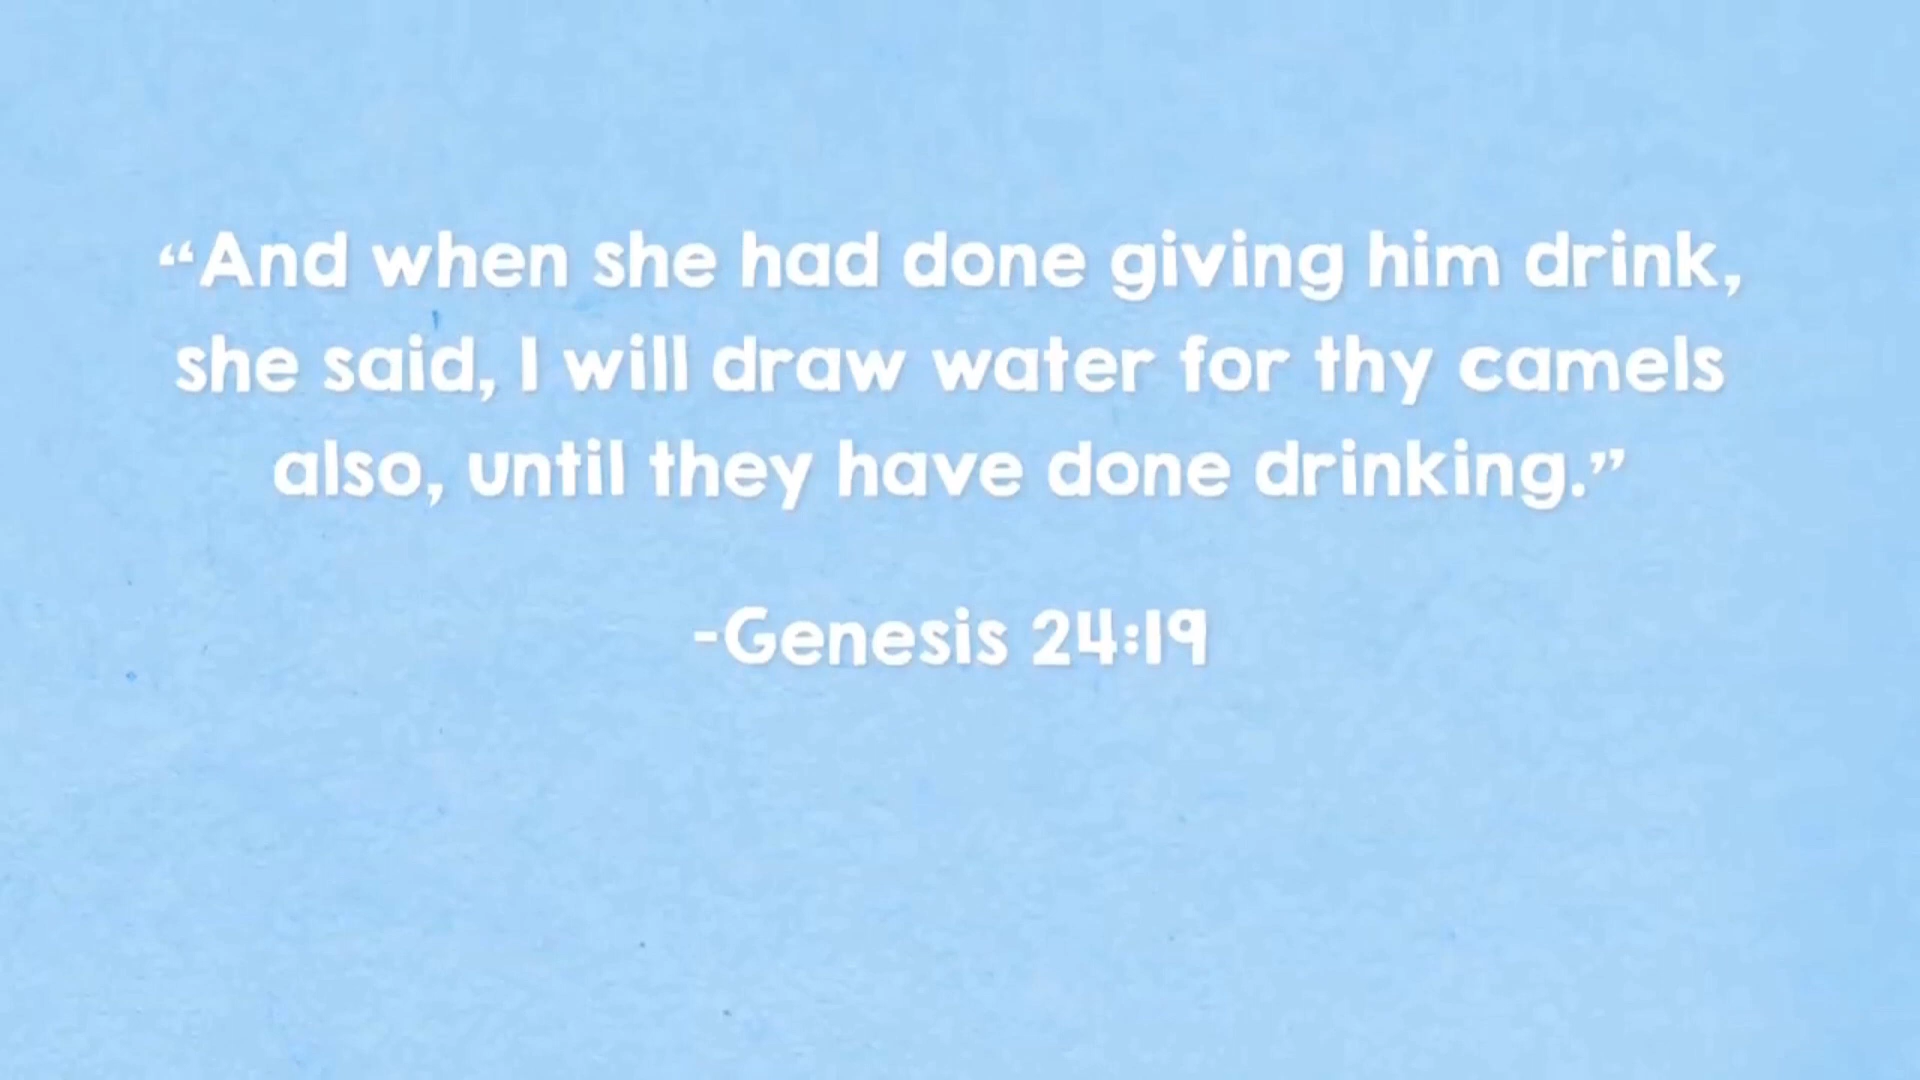 “And when she had done giving him drink,
she said, I will draw water for thy camels
also, until they have done drinking.”
-Genesis 24:19